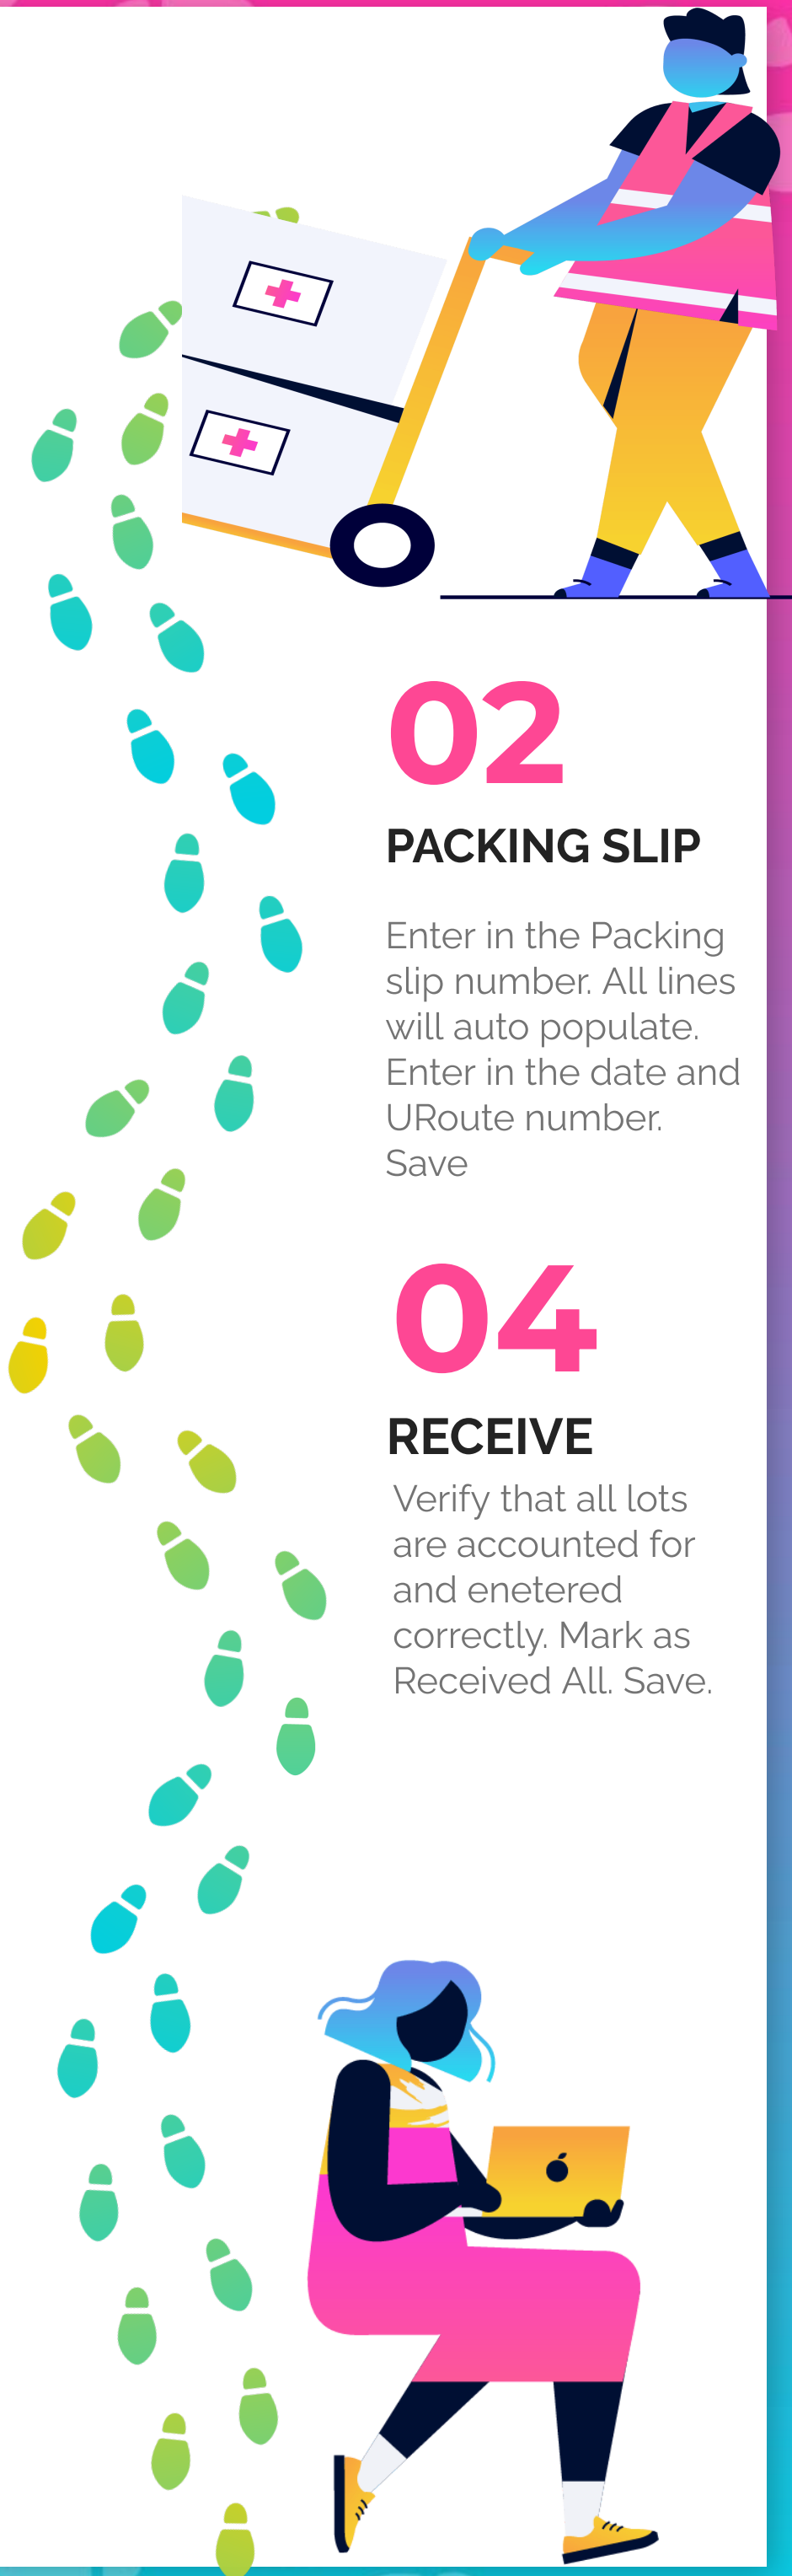 02
PACKING SLIP
Enter in the Packing
slip number. All lines
will auto populate.
Enter in the date and
URoute number.
Save
04
RECEIVE
Verify that all lots
are accounted for
and enetered
correctly. Mark as
Received All. Save.